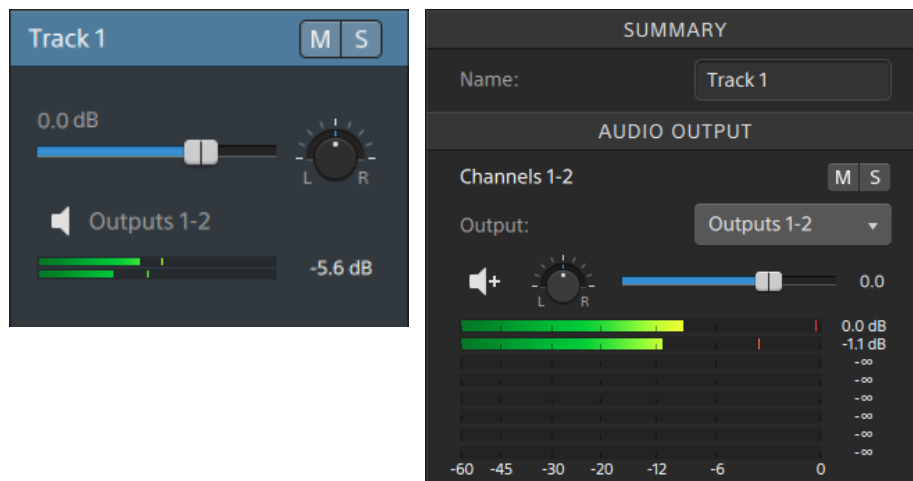 Track 1
M S
0.0 dB
L R
Outputs 1-2
-5.6 dB
SUMMARY
Name: Track 1
AUDIO OUTPUT
Channels 1-2 M S
Output: Outputs 1-2
L R
0.0
0.0 dB
-1.1 dB
-∞
-∞
-∞
-∞
-∞
-∞
-60 -45 -30 -20 -12 -6 0